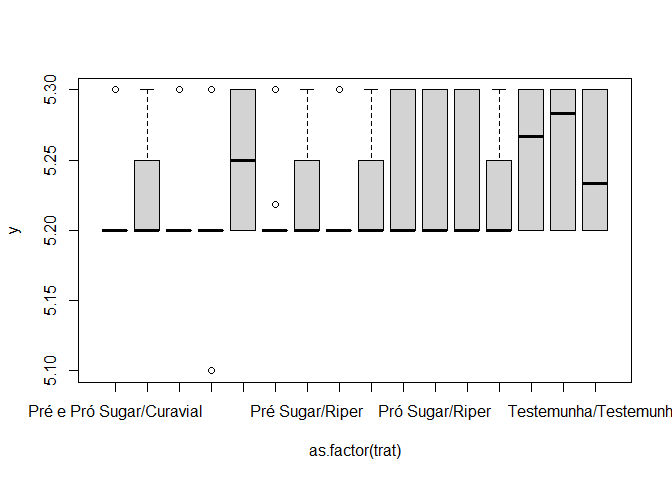 5.30
5.25
5.20
5.15
5.10
y
Pré e Pró Sugar/Curavial Pré Sugar/Riper Pró Sugar/Riper Testemunha/Testemunh
as.factor(trat)